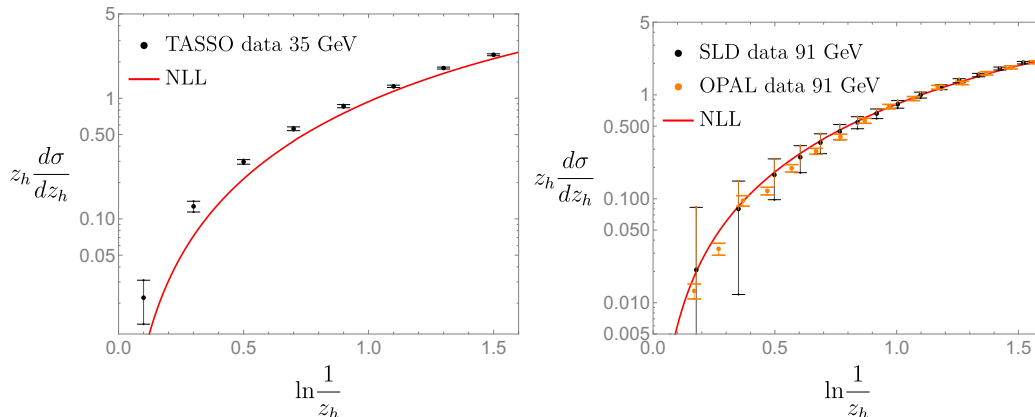 5
TASSO data 35 GeV
NLL
1
0.50
0.10
0.05
z_h dσ/dz_h
0.0 0.5 1.0 1.5
ln 1/z_h
5
SLD data 91 GeV
OPAL data 91 GeV
NLL
1
0.500
0.100
0.050
0.010
0.005
z_h dσ/dz_h
0.0 0.5 1.0 1.5
ln 1/z_h